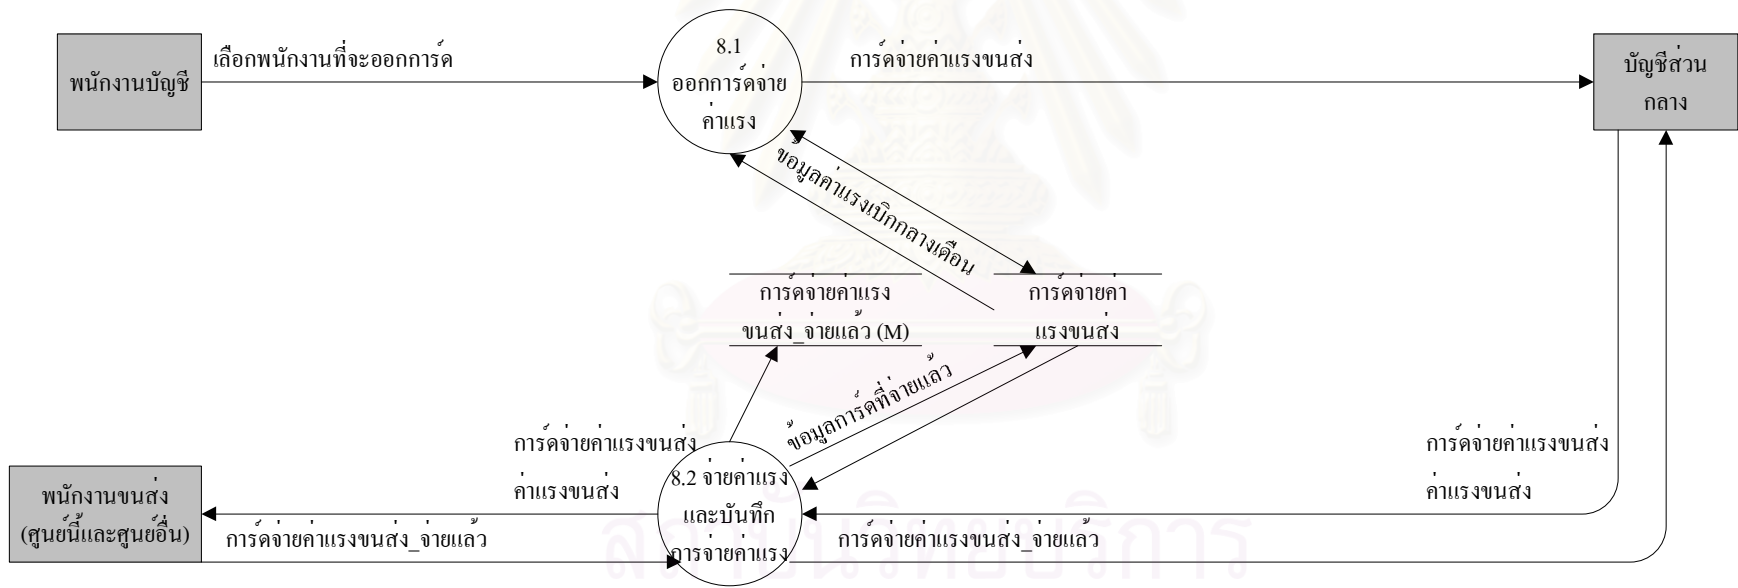 เลือกพนักงานที่จะออกการ์ด
พนักงานบัญชี
8.1
ออกการ์ดจ่าย
ค่าแรง
การ์ดจ่ายค่าแรงขนส่ง
บัญชีส่วน
กลาง
ข้อมูลค่าแรงเบิกกลางเดือน
การ์ดจ่ายค่าแรง
ขนส่ง_จ่ายแล้ว (M)
การ์ดจ่ายค่า
แรงขนส่ง
ข้อมูลการ์ดที่จ่ายแล้ว
การ์ดจ่ายค่าแรงขนส่ง
ค่าแรงขนส่ง
การ์ดจ่ายค่าแรงขนส่ง
ค่าแรงขนส่ง
พนักงานขนส่ง
(ศูนย์นี้และศูนย์อื่น)
8.2 จ่ายค่าแรง
และบันทึก
การจ่ายค่าแรง
การ์ดจ่ายค่าแรงขนส่ง_จ่ายแล้ว
การ์ดจ่ายค่าแรงขนส่ง_จ่ายแล้ว
สถาบันวิทยบริการ